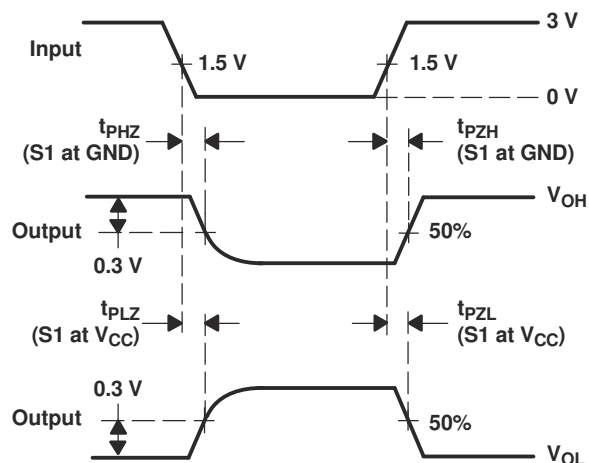 3 V
Input
1.5 V
1.5 V
0 V
tPHZ
(S1 at GND)
tPZH
(S1 at GND)
VOH
Output
50%
0.3 V
tPLZ
(S1 at VCC)
tPZL
(S1 at VCC)
0.3 V
Output
50%
VOL